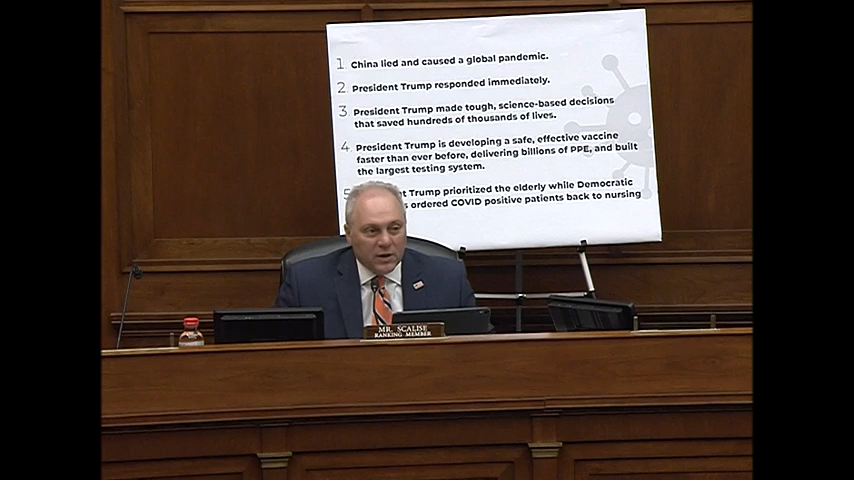 1. China lied and caused a global pandemic.
2. President Trump responded immediately.
3. President Trump made tough, science-based decisions
that saved hundreds of thousands of lives.
4. President Trump is developing a safe, effective vaccine
faster than ever before, delivering billions of PPE, and built
the largest testing system.
5 t Trump prioritized the elderly while Democratic
s ordered COVID positive patients back to nursing
MR. SCALISE
RANKING MEMBER